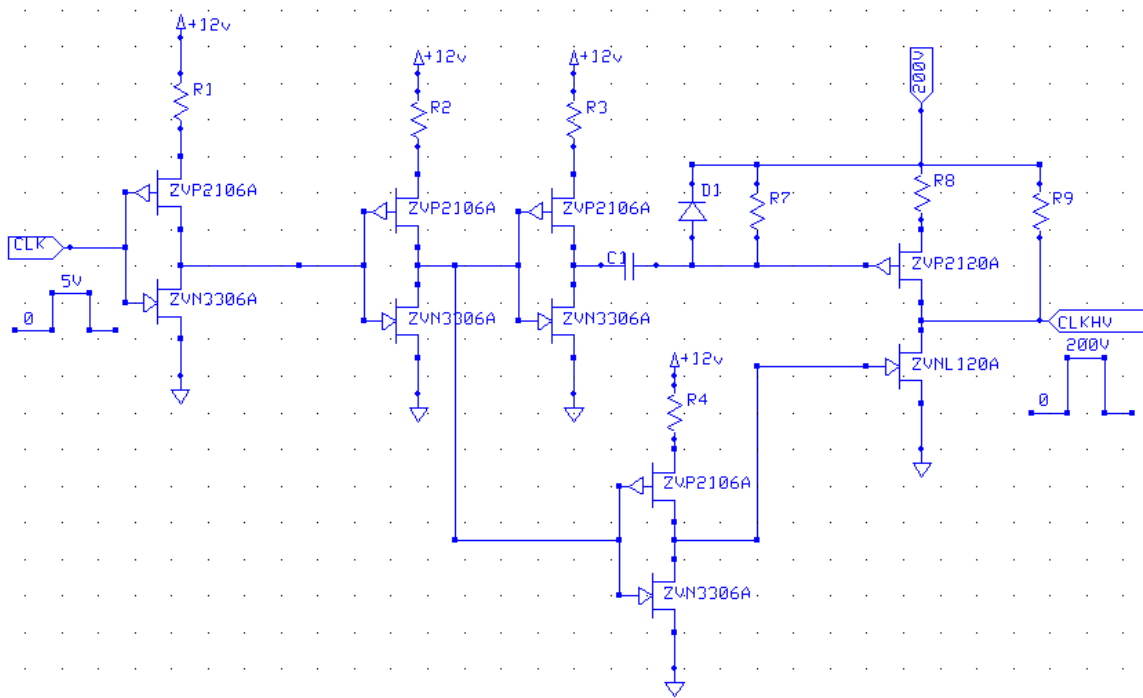 +12v
R1
ZVP2106A
CLK
5V
0
ZVN3306A
+12v
R2
ZVP2106A
ZVN3306A
+12v
R3
ZVP2106A
C1
ZVN3306A
+12v
R4
ZVP2106A
ZVN3306A
D1
R7
200V
R8
R9
ZVP2120A
CLKHV
200V
0
ZVNL120A